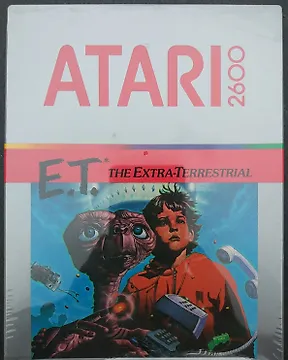 ATARI 2600
E.T. THE EXTRA-TERRESTRIAL